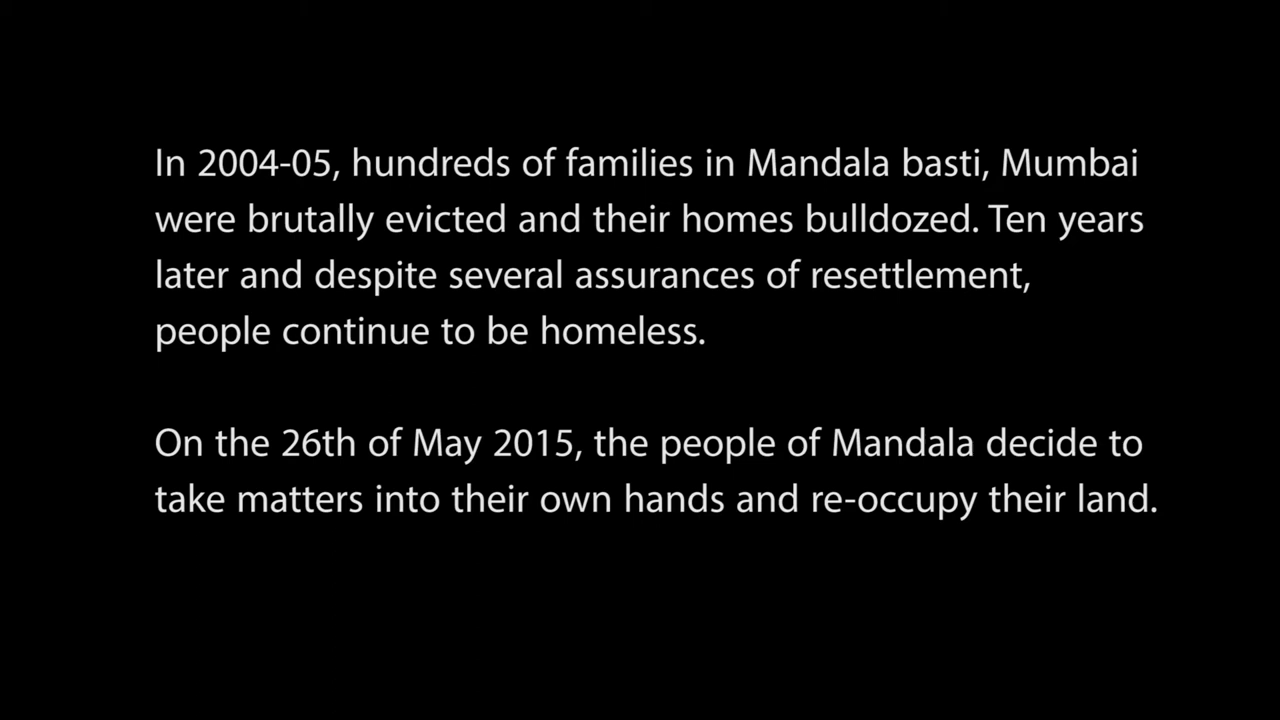 In 2004-05, hundreds of families in Mandala basti, Mumbai
were brutally evicted and their homes bulldozed. Ten years
later and despite several assurances of resettlement,
people continue to be homeless.
On the 26th of May 2015, the people of Mandala decide to
take matters into their own hands and re-occupy their land.